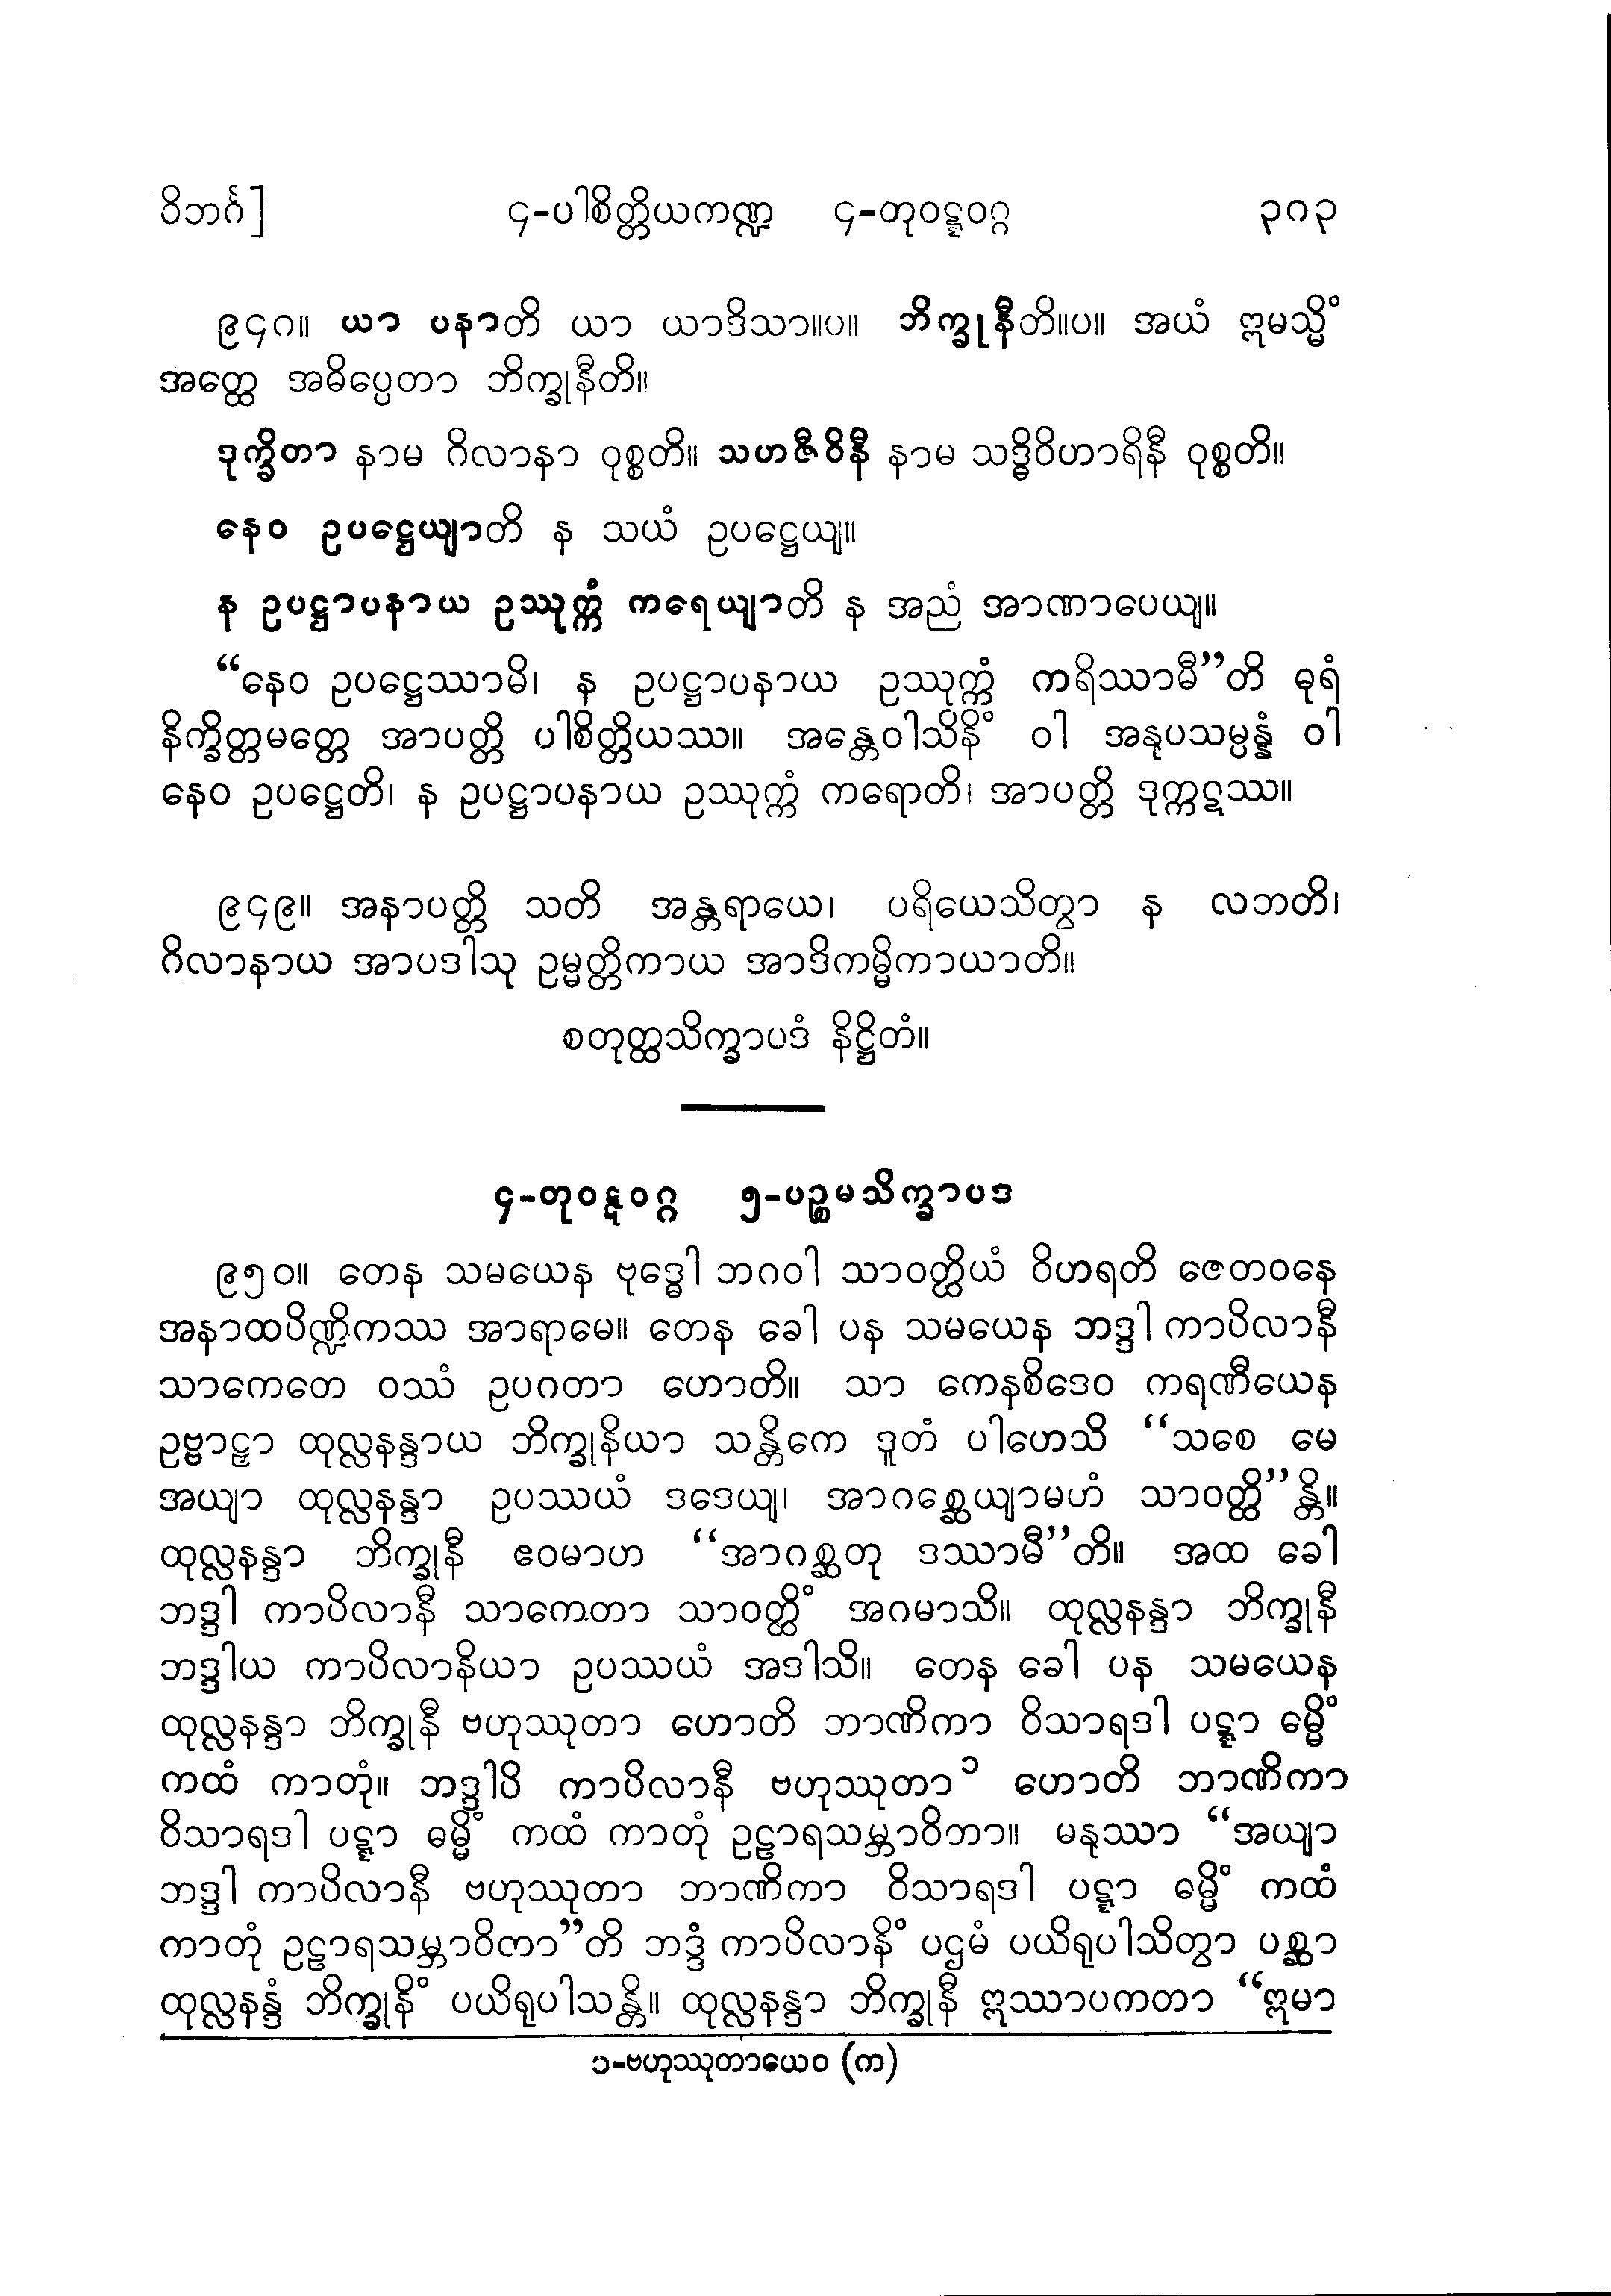 ဝိဘင်္ဂ] ၄-ပါစိတ္တိယကဏ္ဍ ၄-တုဝဋ္ဋဝဂ္ဂ ၃၀၃
၉၄၈။ ယာ ပနာတိ ယာ ယာဒိသာ။ပ။ ဘိက္ခုနီတိ။ပ။ အယံ ဣမသ္မိံ
အတ္ထေ အဓိပ္ပေတာ ဘိက္ခုနီတိ။
ဒုက္ခိတာ နာမ ဂိလာနာ ဝုစ္စတိ။ သဟဇီဝိနီ နာမ သဒ္ဓိဝိဟာရိနီ ဝုစ္စတိ။
နေဝ ဥပဋ္ဌေယျာတိ န သယံ ဥပဋ္ဌေယျ။
န ဥပဋ္ဌာပနာယ ဥဿုက္ကံ ကရေယျာတိ န အညံ အာဏာပေယျ။
“နေဝ ဥပဋ္ဌေဿာမိ၊ န ဥပဋ္ဌာပနာယ ဥဿုက္ကံ ကရိဿာမီ”တိ ဓုရံ
နိက္ခိတ္တမတ္တေ အာပတ္တိ ပါစိတ္တိယဿ။ အန္တေဝါသိနိံ ဝါ အနုပသမ္ပန္နံ ဝါ
နေဝ ဥပဋ္ဌေတိ၊ န ဥပဋ္ဌာပနာယ ဥဿုက္ကံ ကရောတိ၊ အာပတ္တိ ဒုက္ကဋဿ။
၉၄၉။ အနာပတ္တိ သတိ အန္တရာယေ၊ ပရိယေသိတွာ န လဘတိ၊
ဂိလာနာယ အာပဒါသု ဥမ္မတ္တိကာယ အာဒိကမ္မိကာယာတိ။
စတုတ္ထသိက္ခာပဒံ နိဋ္ဌိတံ။
၄-တုဝဋ္ဋဝဂ္ဂ ၅-ပဉ္စမသိက္ခာပဒ
၉၅၀။ တေန သမယေန ဗုဒ္ဓေါ ဘဂဝါ သာဝတ္ထိယံ ဝိဟရတိ ဇေတဝနေ
အနာထပိဏ္ဍိကဿ အာရာမေ။ တေန ခေါ ပန သမယေန ဘဒ္ဒါ ကာပိလာနီ
သာကေတေ ဝဿံ ဥပဂတာ ဟောတိ။ သာ ကေနစိဒေဝ ကရဏီယေန
ဥဗ္ဗာဠှာ ထုလ္လနန္ဒာယ ဘိက္ခုနိယာ သန္တိကေ ဒူတံ ပါဟေသိ “သစေ မေ
အယျာ ထုလ္လနန္ဒာ ဥပဿယံ ဒဒေယျ၊ အာဂစ္ဆေယျာမဟံ သာဝတ္ထိ”န္တိ။
ထုလ္လနန္ဒာ ဘိက္ခုနီ ဧဝမာဟ “အာဂစ္ဆတု ဒဿာမီ”တိ။ အထ ခေါ
ဘဒ္ဒါ ကာပိလာနီ သာကေတာ သာဝတ္ထိံ အဂမာသိ။ ထုလ္လနန္ဒာ ဘိက္ခုနီ
ဘဒ္ဒါယ ကာပိလာနိယာ ဥပဿယံ အဒါသိ။ တေန ခေါ ပန သမယေန
ထုလ္လနန္ဒာ ဘိက္ခုနီ ဗဟုဿုတာ ဟောတိ ဘာဏိကာ ဝိသာရဒါ ပဋ္ဋာ ဓမ္မိံ
ကထံ ကာတုံ။ ဘဒ္ဒါပိ ကာပိလာနီ ဗဟုဿုတာ ၁ ဟောတိ ဘာဏိကာ
ဝိသာရဒါ ပဋ္ဋာ ဓမ္မိံ ကထံ ကာတုံ ဥဠာရသမ္ဘာဝိတာ။ မနုဿာ “အယျာ
ဘဒ္ဒါ ကာပိလာနီ ဗဟုဿုတာ ဘာဏိကာ ဝိသာရဒါ ပဋ္ဋာ ဓမ္မိံ ကထံ
ကာတုံ ဥဠာရသမ္ဘာဝိတာ”တိ ဘဒ္ဒံ ကာပိလာနိံ ပဌမံ ပယိရုပါသိတွာ ပစ္ဆာ
ထုလ္လနန္ဒံ ဘိက္ခုနိံ ပယိရုပါသန္တိ။ ထုလ္လနန္ဒာ ဘိက္ခုနီ ဣဿာပကတာ “ဣမာ
၁-ဗဟုဿုတာယေဝ (က)